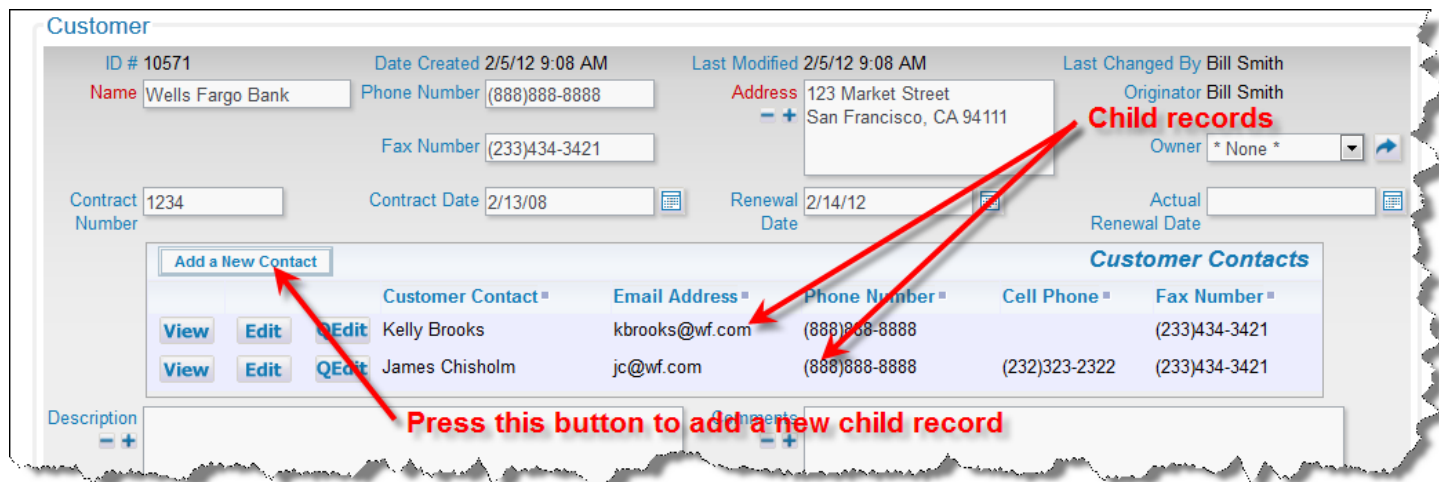 Customer
ID # 10571 Date Created 2/5/12 9:08 AM Last Modified 2/5/12 9:08 AM Last Changed By Bill Smith
Name Wells Fargo Bank Phone Number (888)888-8888 Address 123 Market Street Originator Bill Smith
San Francisco, CA 94111 Child records
Fax Number (233)434-3421 Owner * None *
Contract Number 1234 Contract Date 2/13/08 Renewal Date 2/14/12 Actual Renewal Date
Add a New Contact Customer Contacts
Customer Contact Email Address Phone Number Cell Phone Fax Number
View Edit QEdit Kelly Brooks kbrooks@wf.com (888)888-8888 (233)434-3421
View Edit QEdit James Chisholm jc@wf.com (888)888-8888 (232)323-2322 (233)434-3421
Description Comments
Press this button to add a new child record